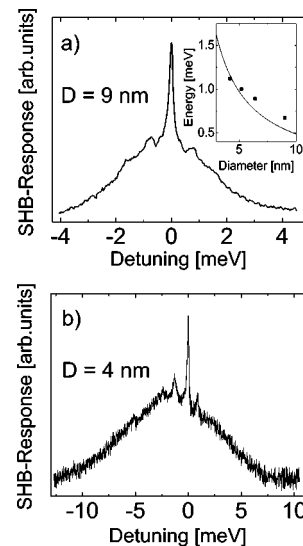 a)
D = 9 nm
SHB-Response [arb.units]
-4 -2 0 2 4
Detuning [meV]
Energy [meV]
1.5
1.0
0.5
5 10
Diameter [nm]
b)
D = 4 nm
SHB-Response [arb.units]
-10 -5 0 5 10
Detuning [meV]